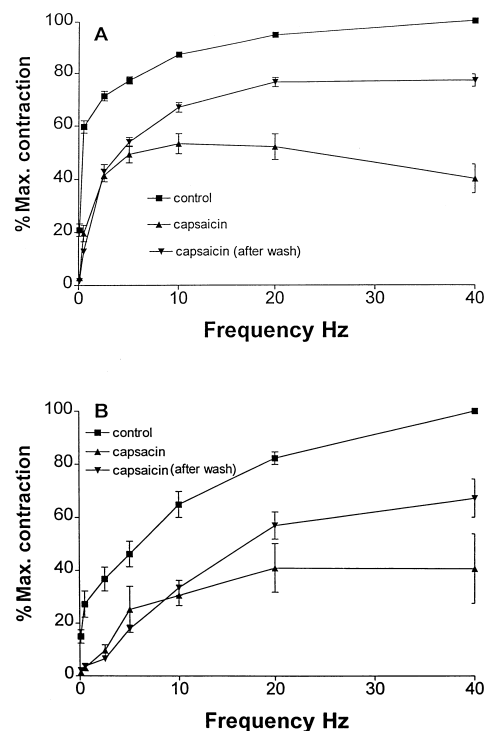 A
100
80
60
40
20
0
% Max. contraction
control
capsaicin
capsaicin (after wash)
0 10 20 30 40
Frequency Hz
B
100
80
60
40
20
0
% Max. contraction
control
capsacin
capsaicin (after wash)
0 10 20 30 40
Frequency Hz